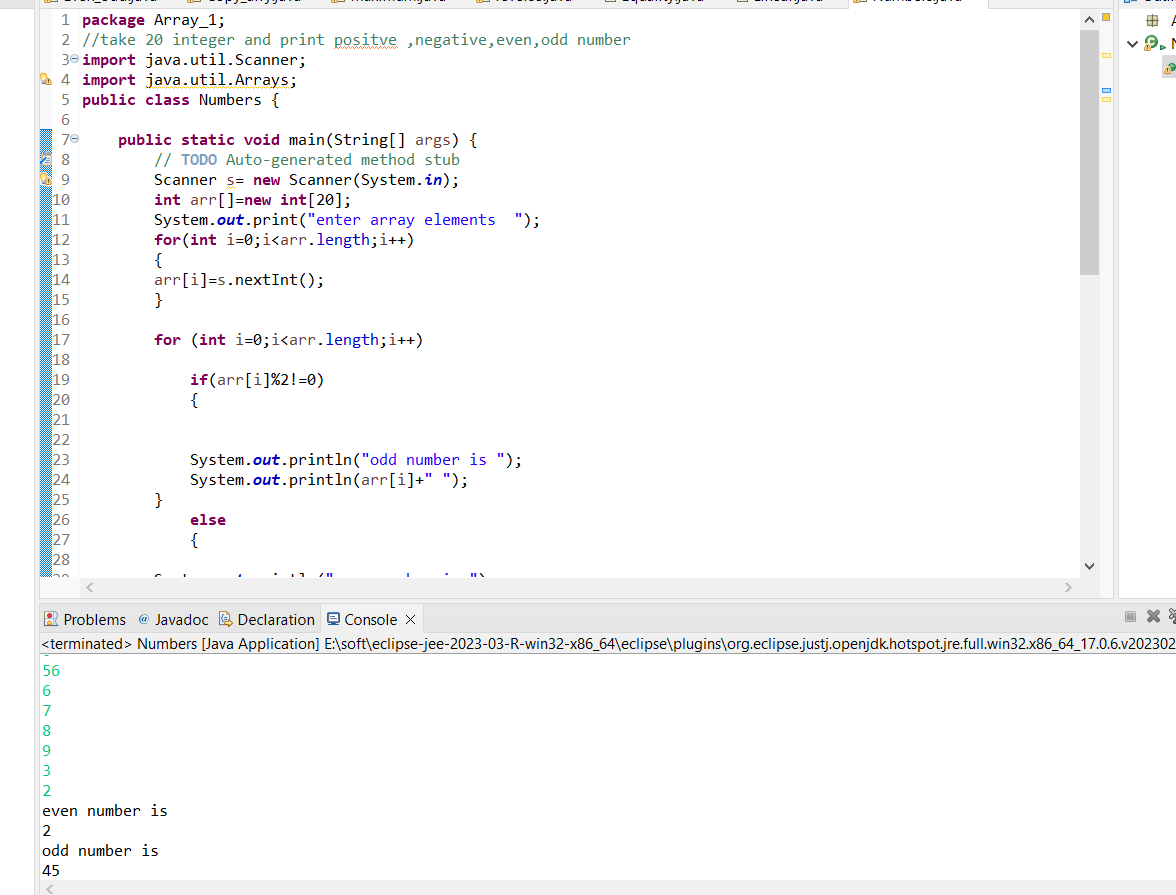 1 package Array_1;
2 //take 20 integer and print positve ,negative,even,odd number
3 import java.util.Scanner;
4 import java.util.Arrays;
5 public class Numbers {
6
7 public static void main(String[] args) {
8 // TODO Auto-generated method stub
9 Scanner s= new Scanner(System.in);
10 int arr[]=new int[20];
11 System.out.print("enter array elements  ");
12 for(int i=0;i<arr.length;i++)
13 {
14 arr[i]=s.nextInt();
15 }
16
17 for (int i=0;i<arr.length;i++)
18
19 if(arr[i]%2!=0)
20 {
21
22
23 System.out.println("odd number is ");
24 System.out.println(arr[i]+" ");
25 }
26 else
27 {
28
Problems @ Javadoc Declaration Console
<terminated> Numbers [Java Application] E:\soft\eclipse-jee-2023-03-R-win32-x86_64\eclipse\plugins\org.eclipse.justj.openjdk.hotspot.jre.full.win32.x86_64_17.0.6.v202302
56
6
7
8
9
3
2
even number is
2
odd number is
45